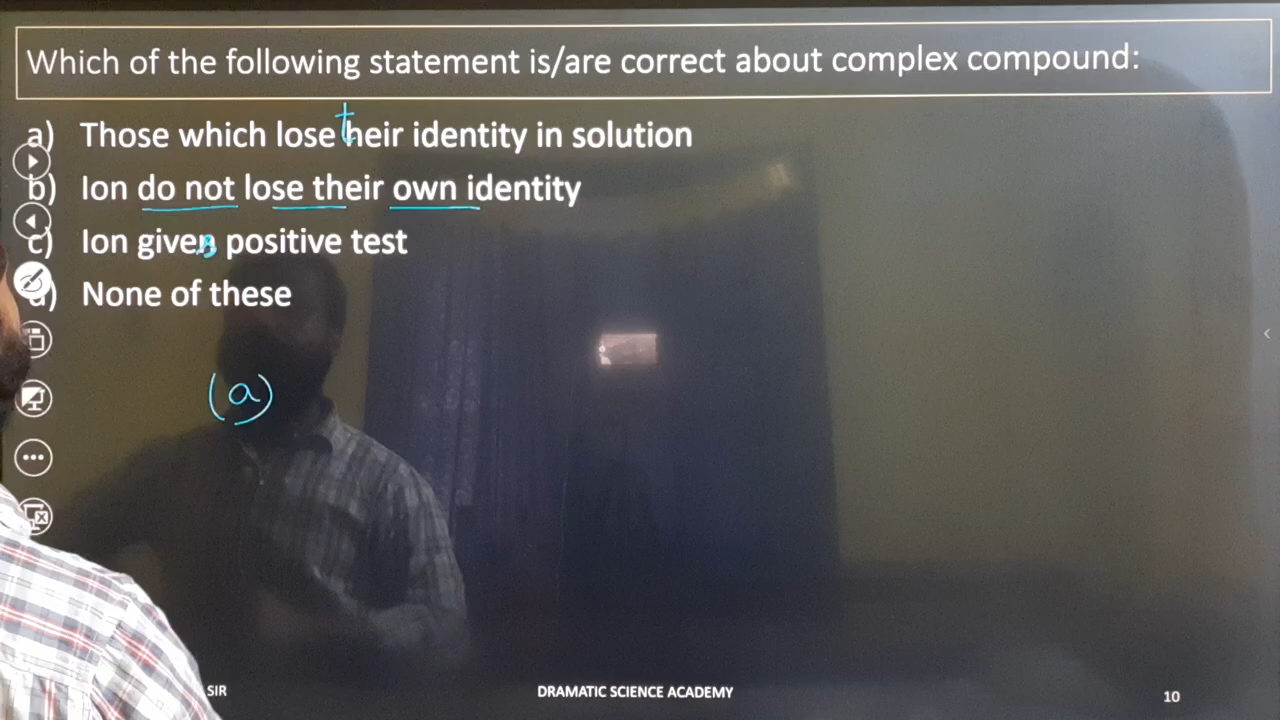 Which of the following statement is/are correct about complex compound:
a) Those which lose their identity in solution
b) Ion do not lose their own identity
c) Ion gives positive test
d) None of these
(a)
SIR
DRAMATIC SCIENCE ACADEMY
10